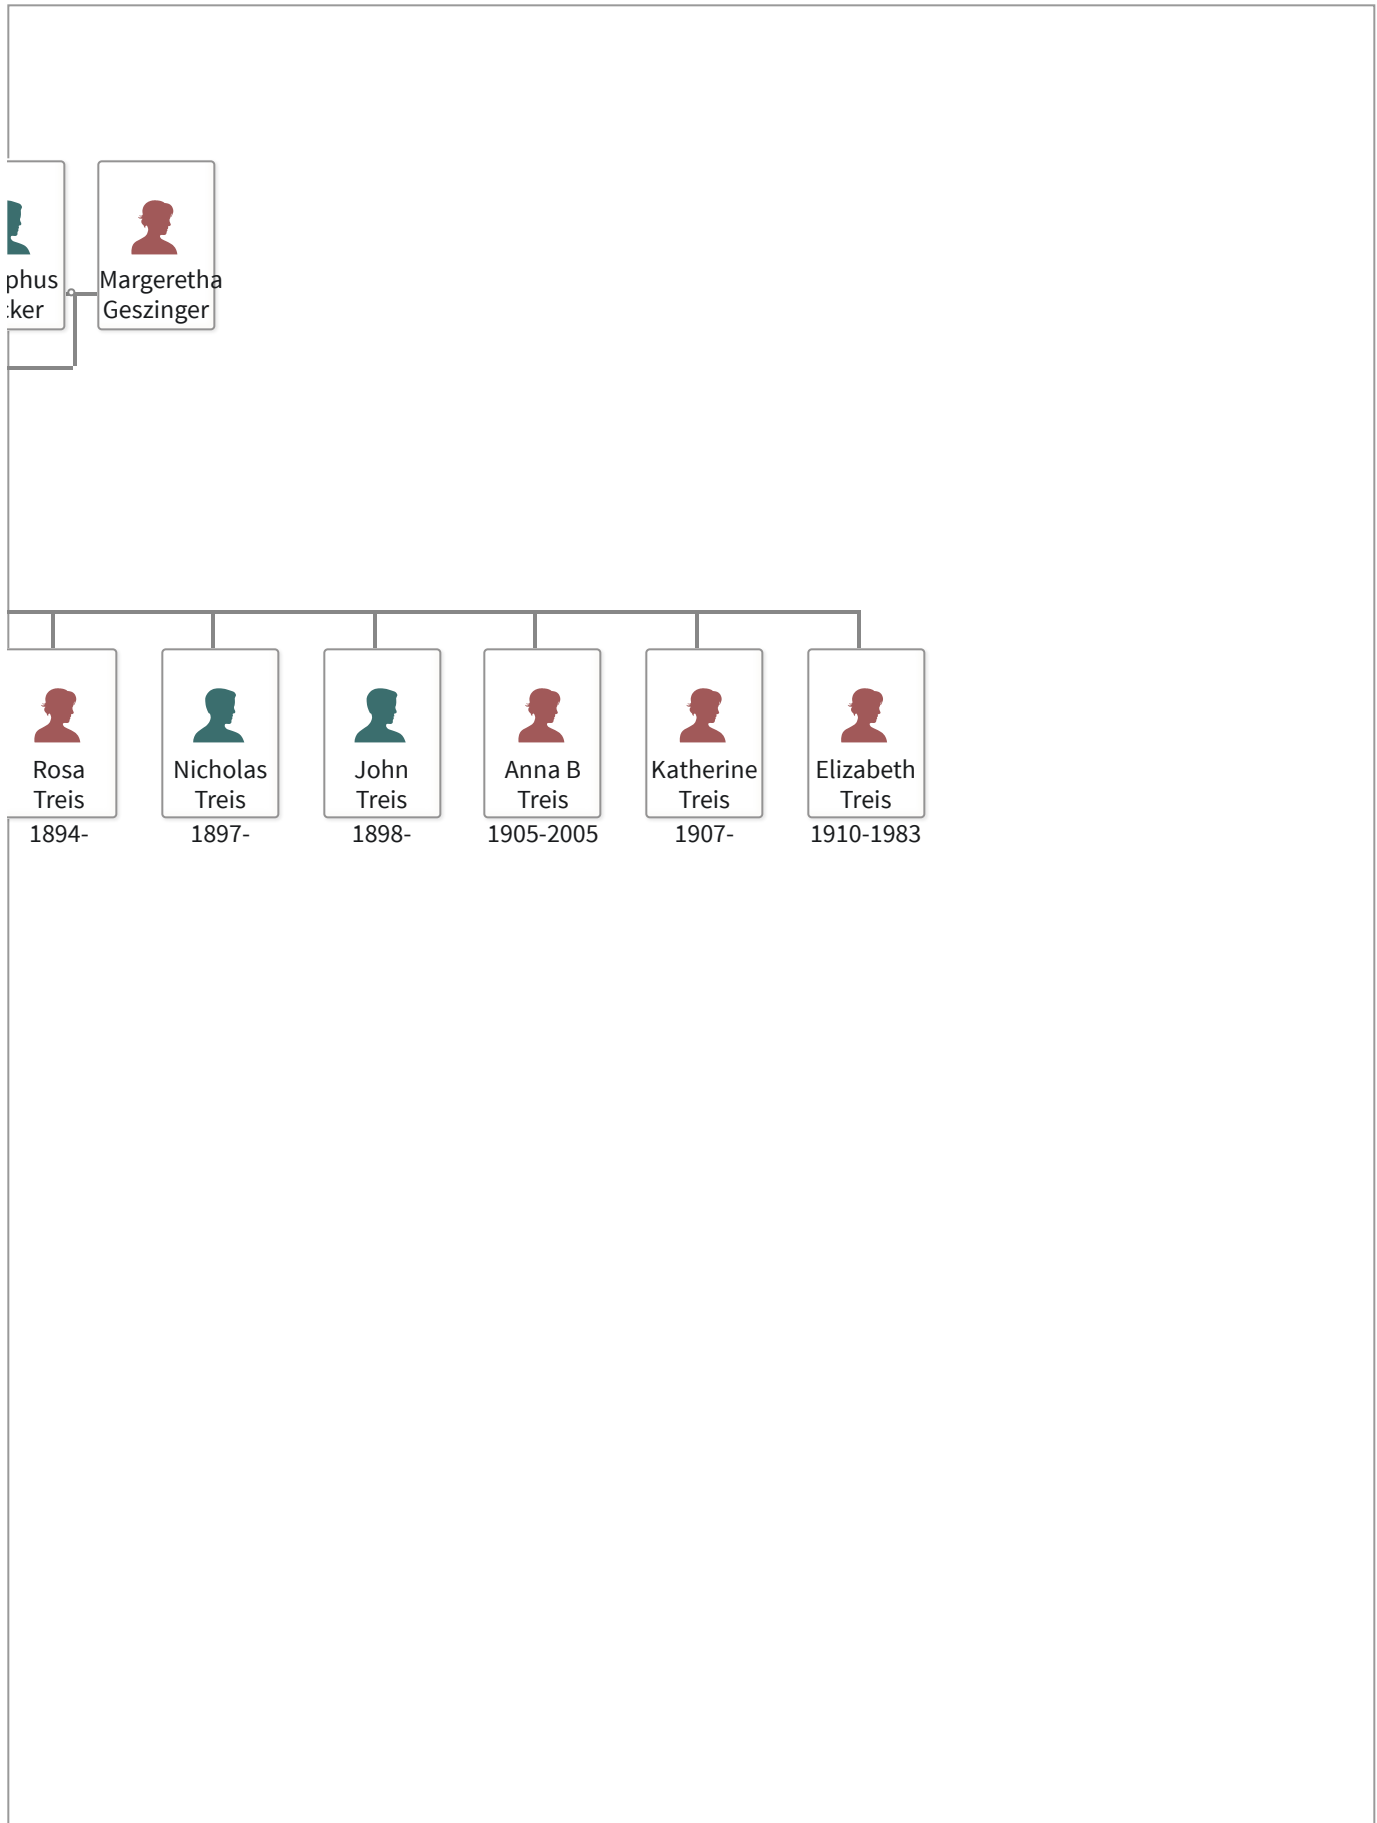 phus
cker
Margeretha
Geszinger
Rosa
Treis
1894-
Nicholas
Treis
1897-
John
Treis
1898-
Anna B
Treis
1905-2005
Katherine
Treis
1907-
Elizabeth
Treis
1910-1983